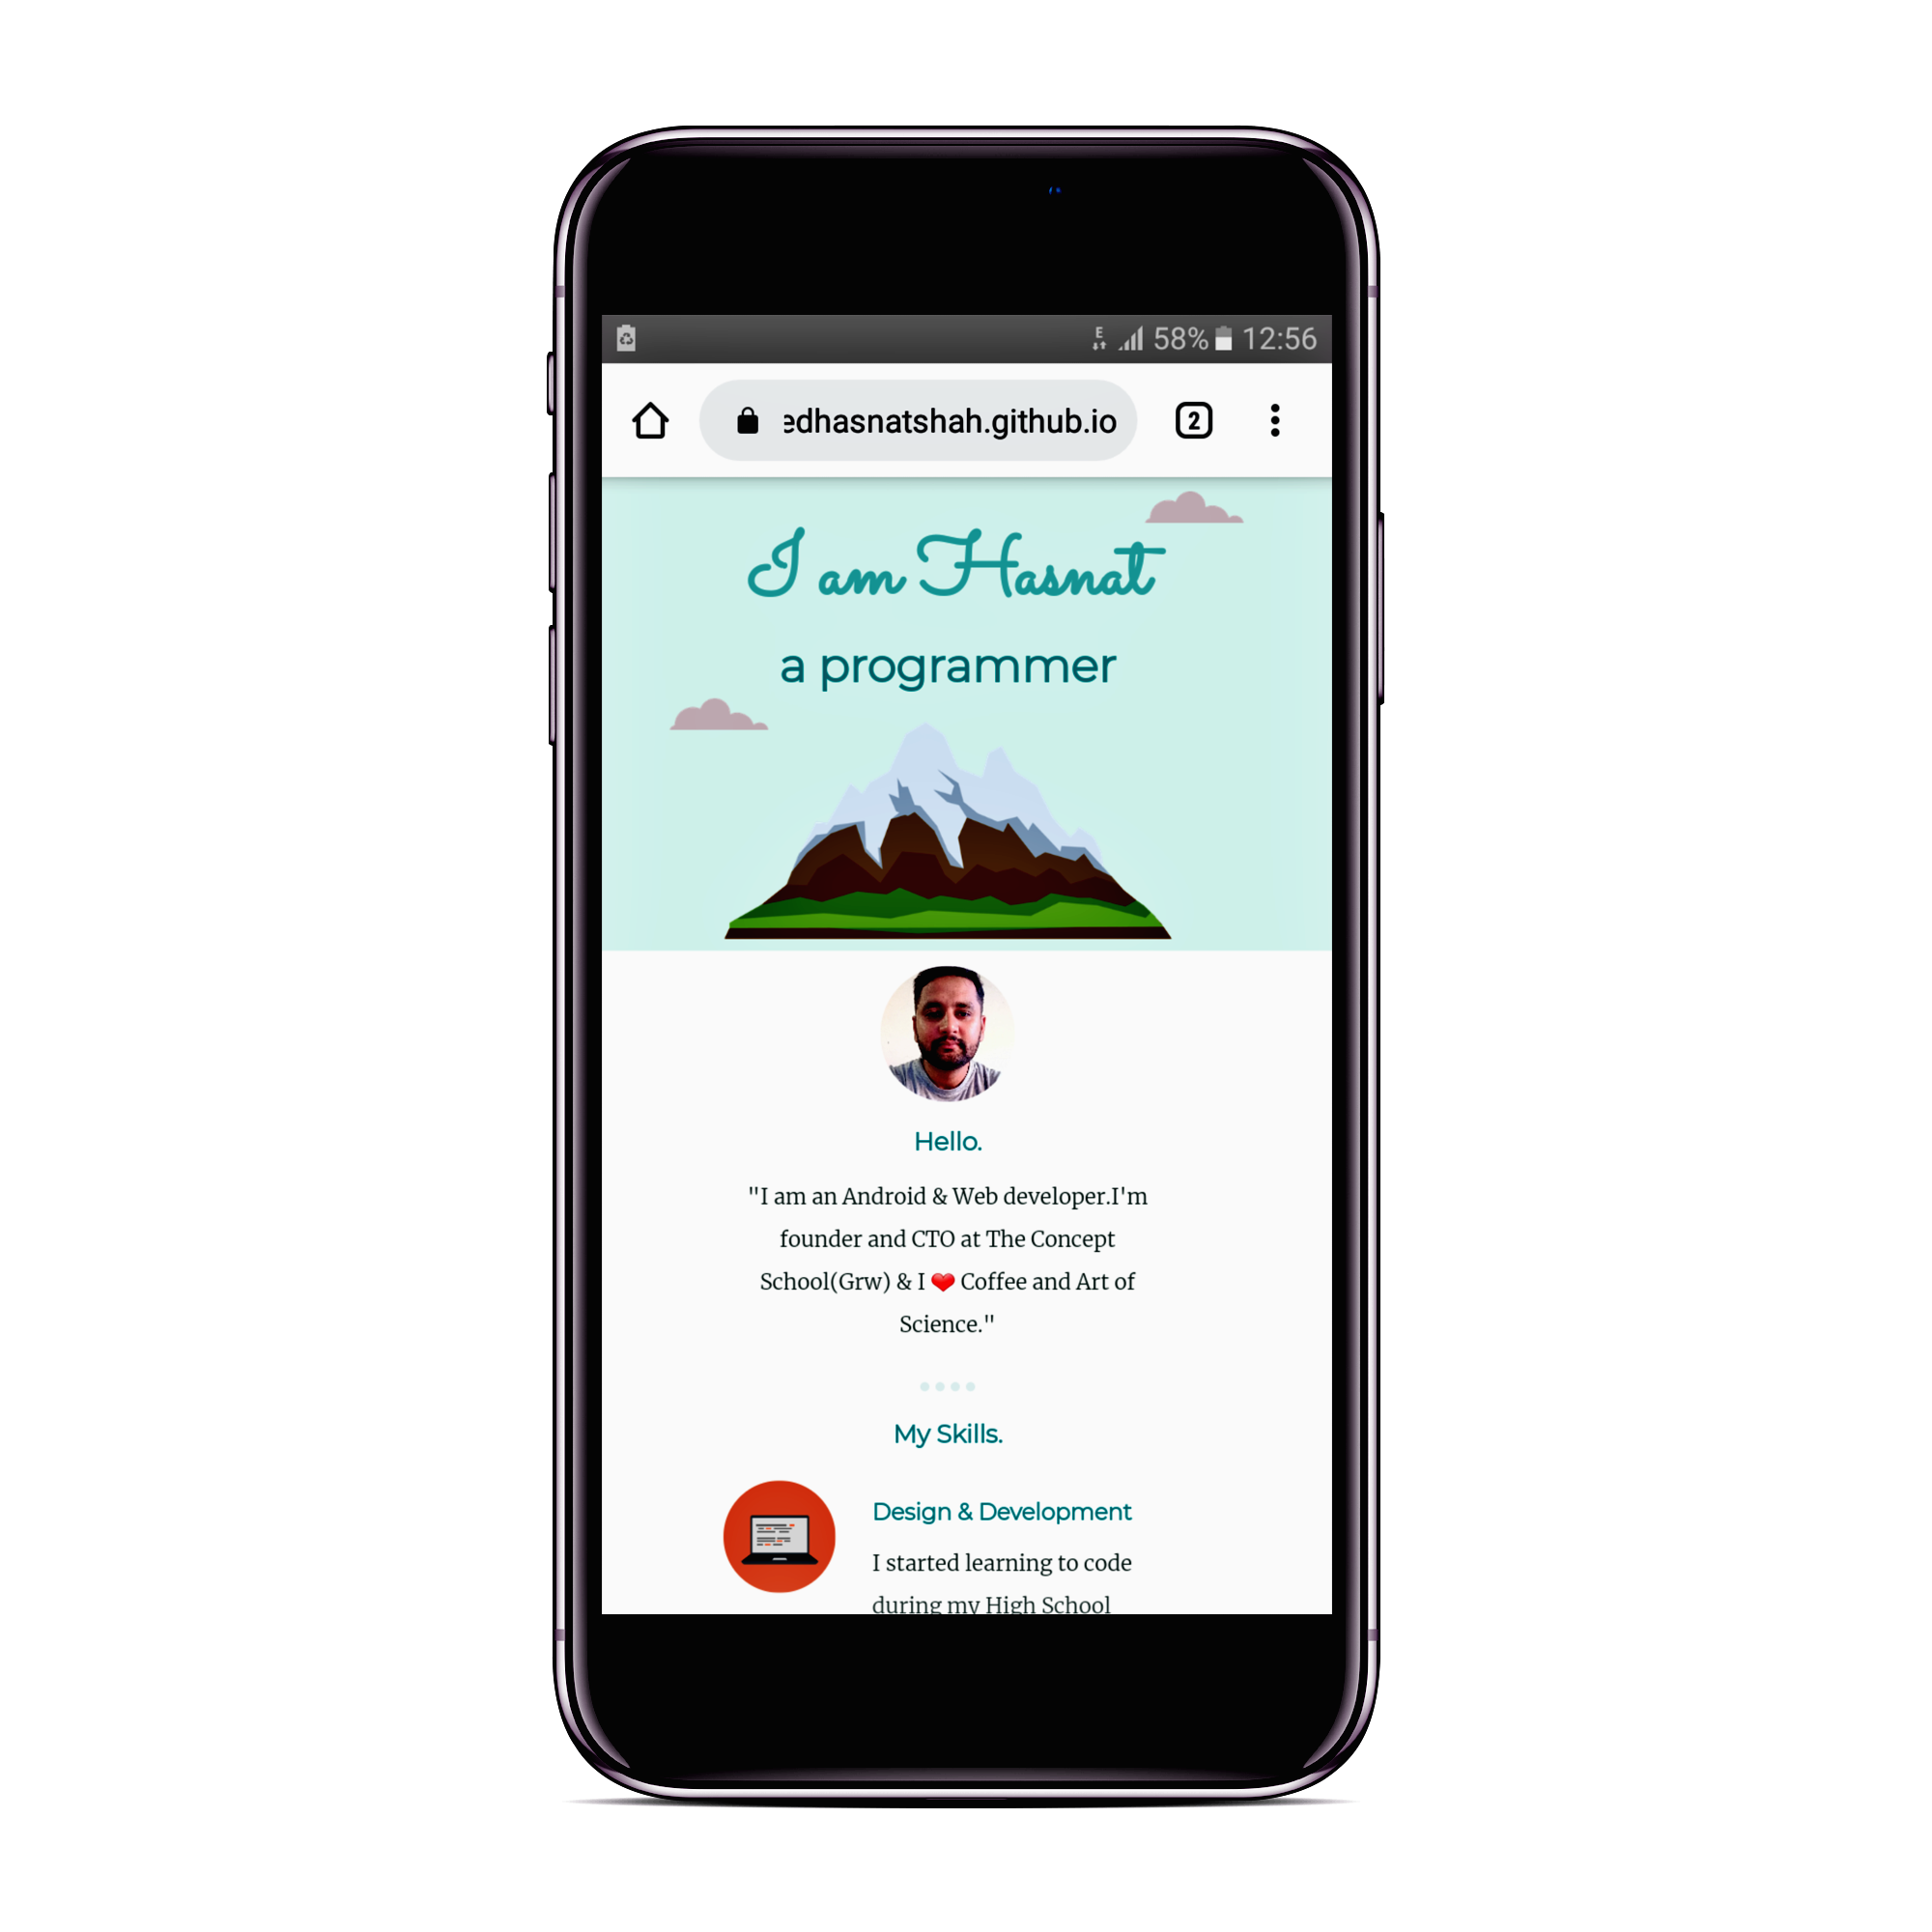 E 58% 12:56
edhasnatshah.github.io 2
I am Hasnat
a programmer
Hello.
"I am an Android & Web developer.I'm
founder and CTO at The Concept
School(Grw) & I ❤ Coffee and Art of
Science."
My Skills.
Design & Development
I started learning to code
during my High School